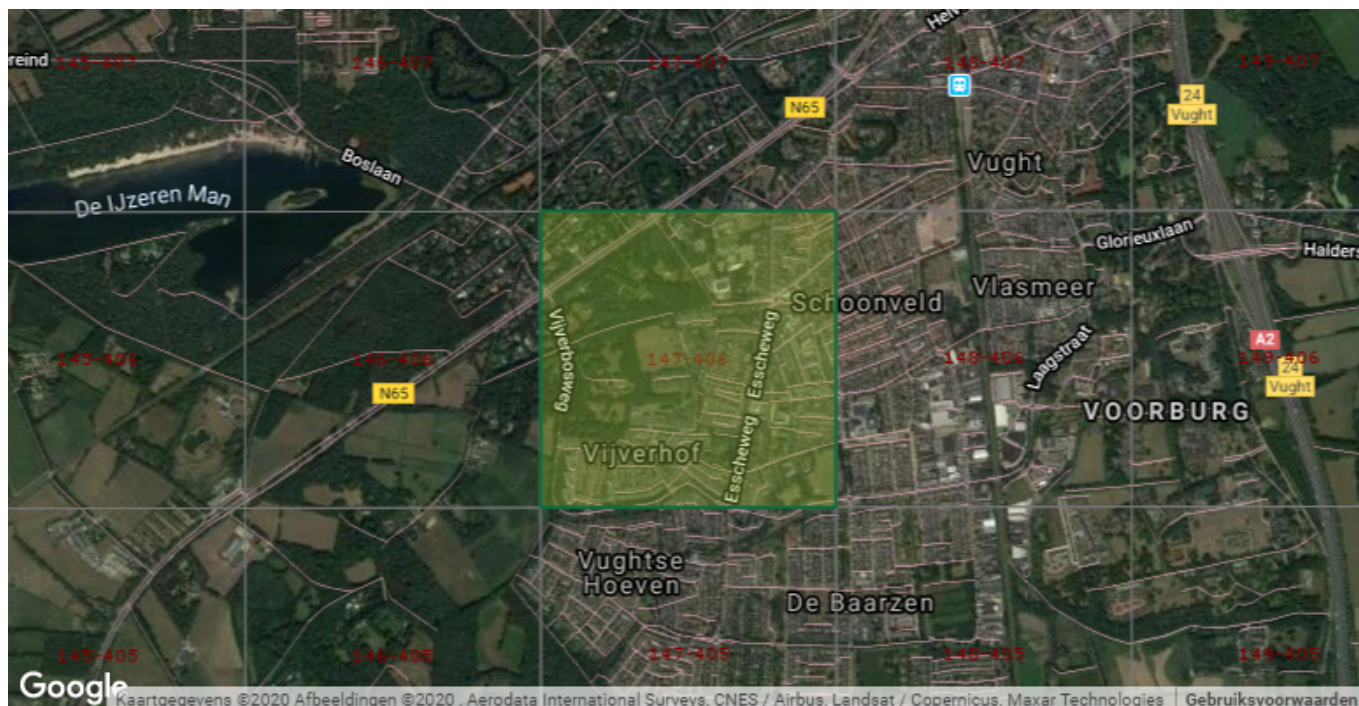 Helv
reind
145-407
146-407
147-407
148-407
149-407
N65
24
Vught
Boslaan
Vught
De IJzeren Man
Glorieuxlaan
Halders
Schoonveld
Vlasmeer
Vijverbosweg
Esscheweg
Laagstraat
A2
145-406
146-406
147-406
148-406
149-406
24
Vught
N65
VOORBURG
Vijverhof
Esscheweg
Vughtse
Hoeven
De Baarzen
145-405
146-405
147-405
148-405
149-405
Google
Kaartgegevens ©2020 Afbeeldingen ©2020 , Aerodata International Surveys, CNES / Airbus, Landsat / Copernicus, Maxar Technologies
Gebruiksvoorwaarden